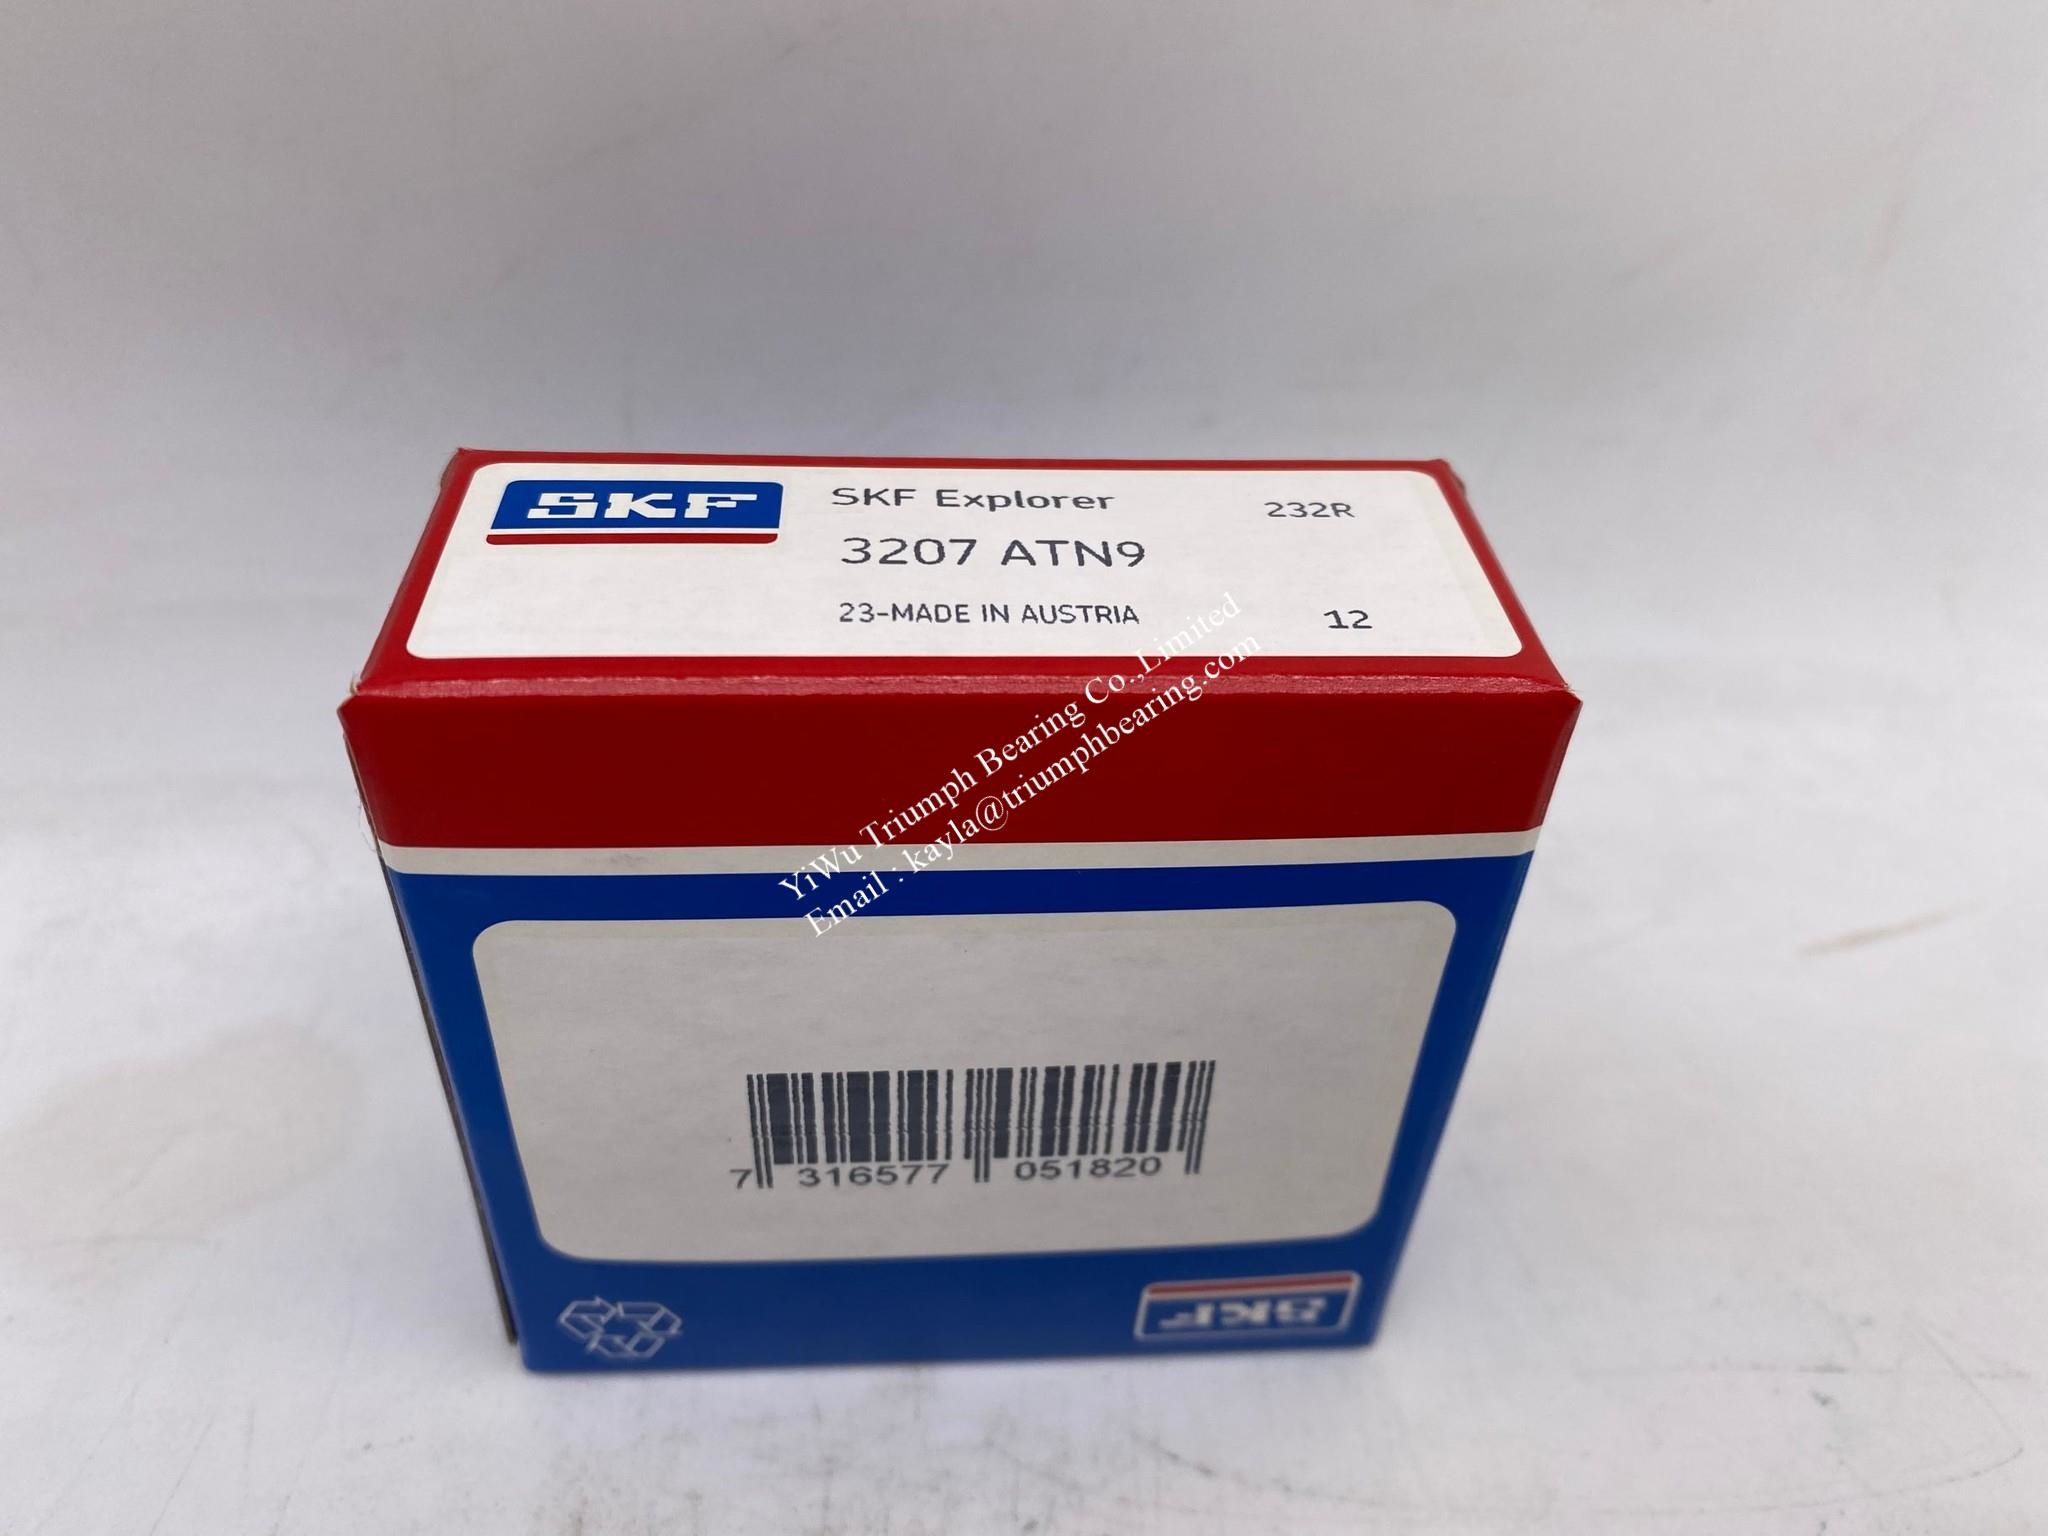 SKF
SKF Explorer
232R
3207 ATN9
23-MADE IN AUSTRIA
12
YiWu Triumph Bearing Co.,Limited
Email : kayla@triumphbearing.com
7 316577 051820
SKF